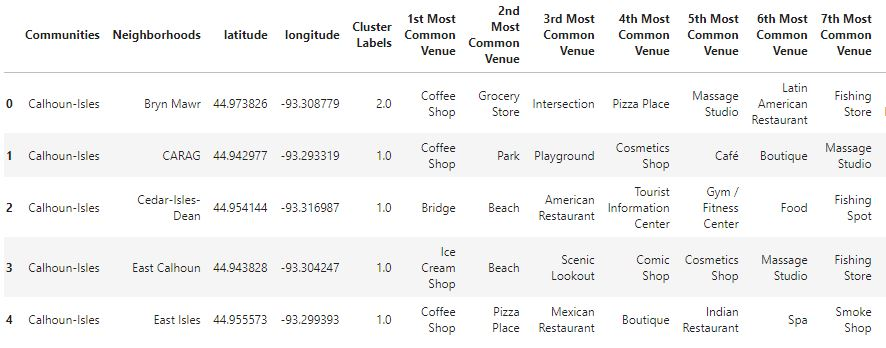 Communities Neighborhoods latitude longitude Cluster Labels 1st Most Common Venue 2nd Most Common Venue 3rd Most Common Venue 4th Most Common Venue 5th Most Common Venue 6th Most Common Venue 7th Most Common Venue
0 Calhoun-Isles Bryn Mawr 44.973826 -93.308779 2.0 Coffee Shop Grocery Store Intersection Pizza Place Massage Studio Latin American Restaurant Fishing Store
1 Calhoun-Isles CARAG 44.942977 -93.293319 1.0 Coffee Shop Park Playground Cosmetics Shop Café Boutique Massage Studio
2 Calhoun-Isles Cedar-Isles-Dean 44.954144 -93.316987 1.0 Bridge Beach American Restaurant Tourist Information Center Gym / Fitness Center Food Fishing Spot
3 Calhoun-Isles East Calhoun 44.943828 -93.304247 1.0 Ice Cream Shop Beach Scenic Lookout Comic Shop Cosmetics Shop Massage Studio Fishing Store
4 Calhoun-Isles East Isles 44.955573 -93.299393 1.0 Coffee Shop Pizza Place Mexican Restaurant Boutique Indian Restaurant Spa Smoke Shop